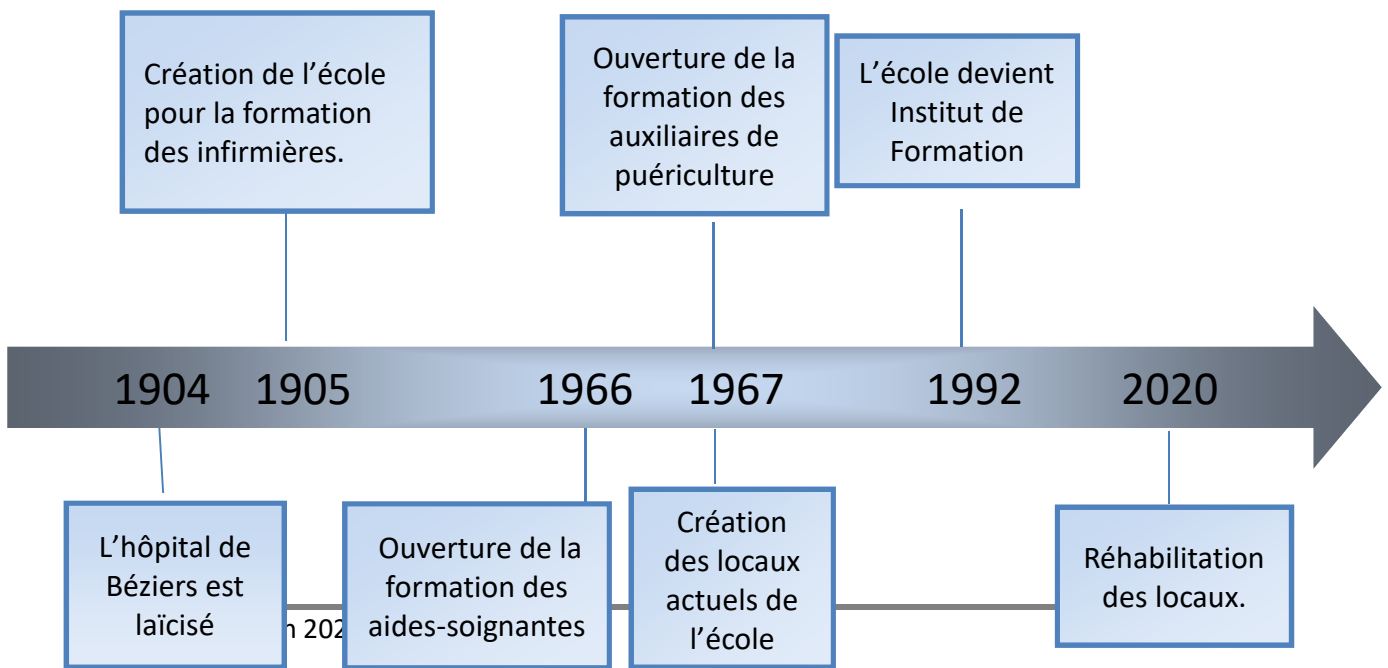 Création de l’école
pour la formation
des infirmières.
Ouverture de la
formation des
auxiliaires de
puériculture
L’école devient
Institut de
Formation
1904 1905 1966 1967 1992 2020
L’hôpital de
Béziers est
laïcisé
Ouverture de la
formation des
aides-soignantes
Création
des locaux
actuels de
l’école
Réhabilitation
des locaux.